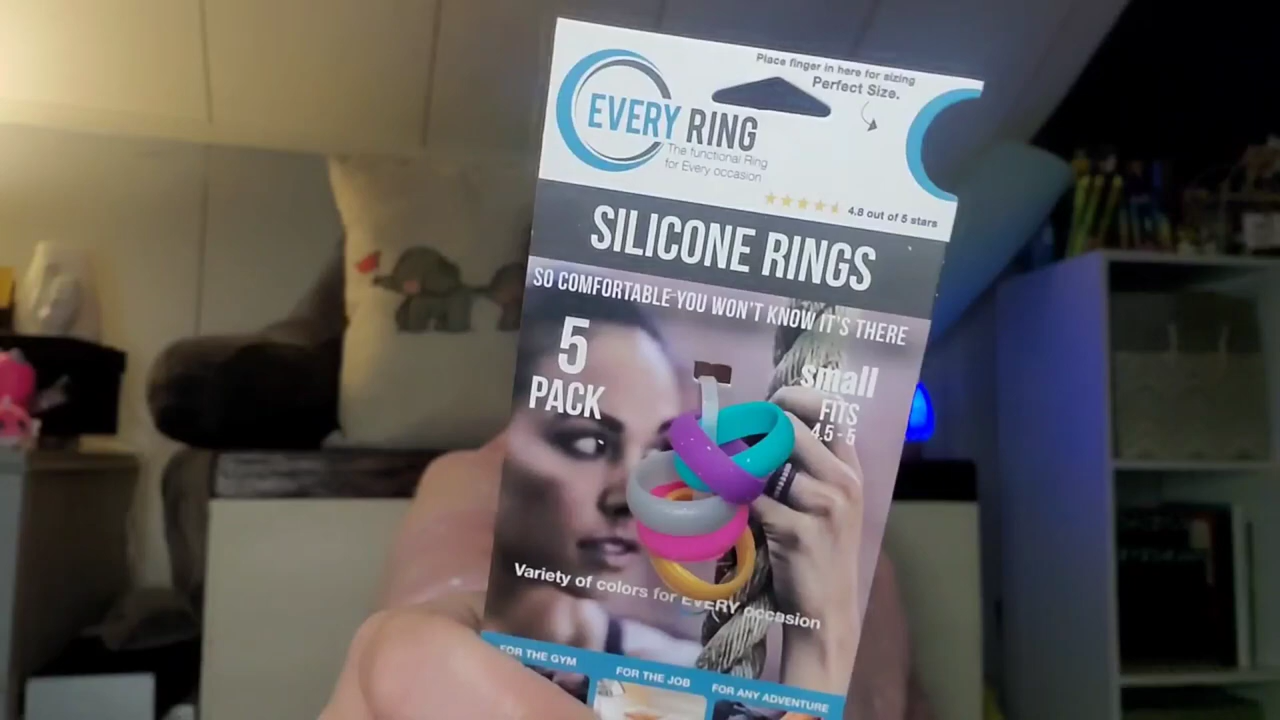 Place finger in here for sizing
Perfect Size.
EVERY RING
The functional Ring
for Every occasion
4.8 out of 5 stars
SILICONE RINGS
SO COMFORTABLE YOU WON'T KNOW IT'S THERE
5
PACK
small
FITS
4.5 - 5
Variety of colors for EVERY occasion
FOR THE GYM
FOR THE JOB
FOR ANY ADVENTURE